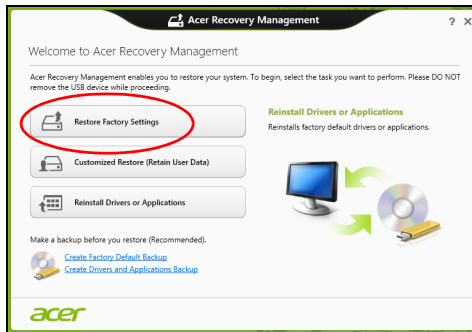 Acer Recovery Management
? X
Welcome to Acer Recovery Management
Acer Recovery Management enables you to restore your system. To begin, select the task you want to perform. Please DO NOT
remove the USB device while proceeding.
Restore Factory Settings
Customized Restore (Retain User Data)
Reinstall Drivers or Applications
Reinstall Drivers or Applications
Reinstalls factory default drivers or applications.
Make a backup before you restore (Recommended).
Create Factory Default Backup
Create Drivers and Applications Backup
acer